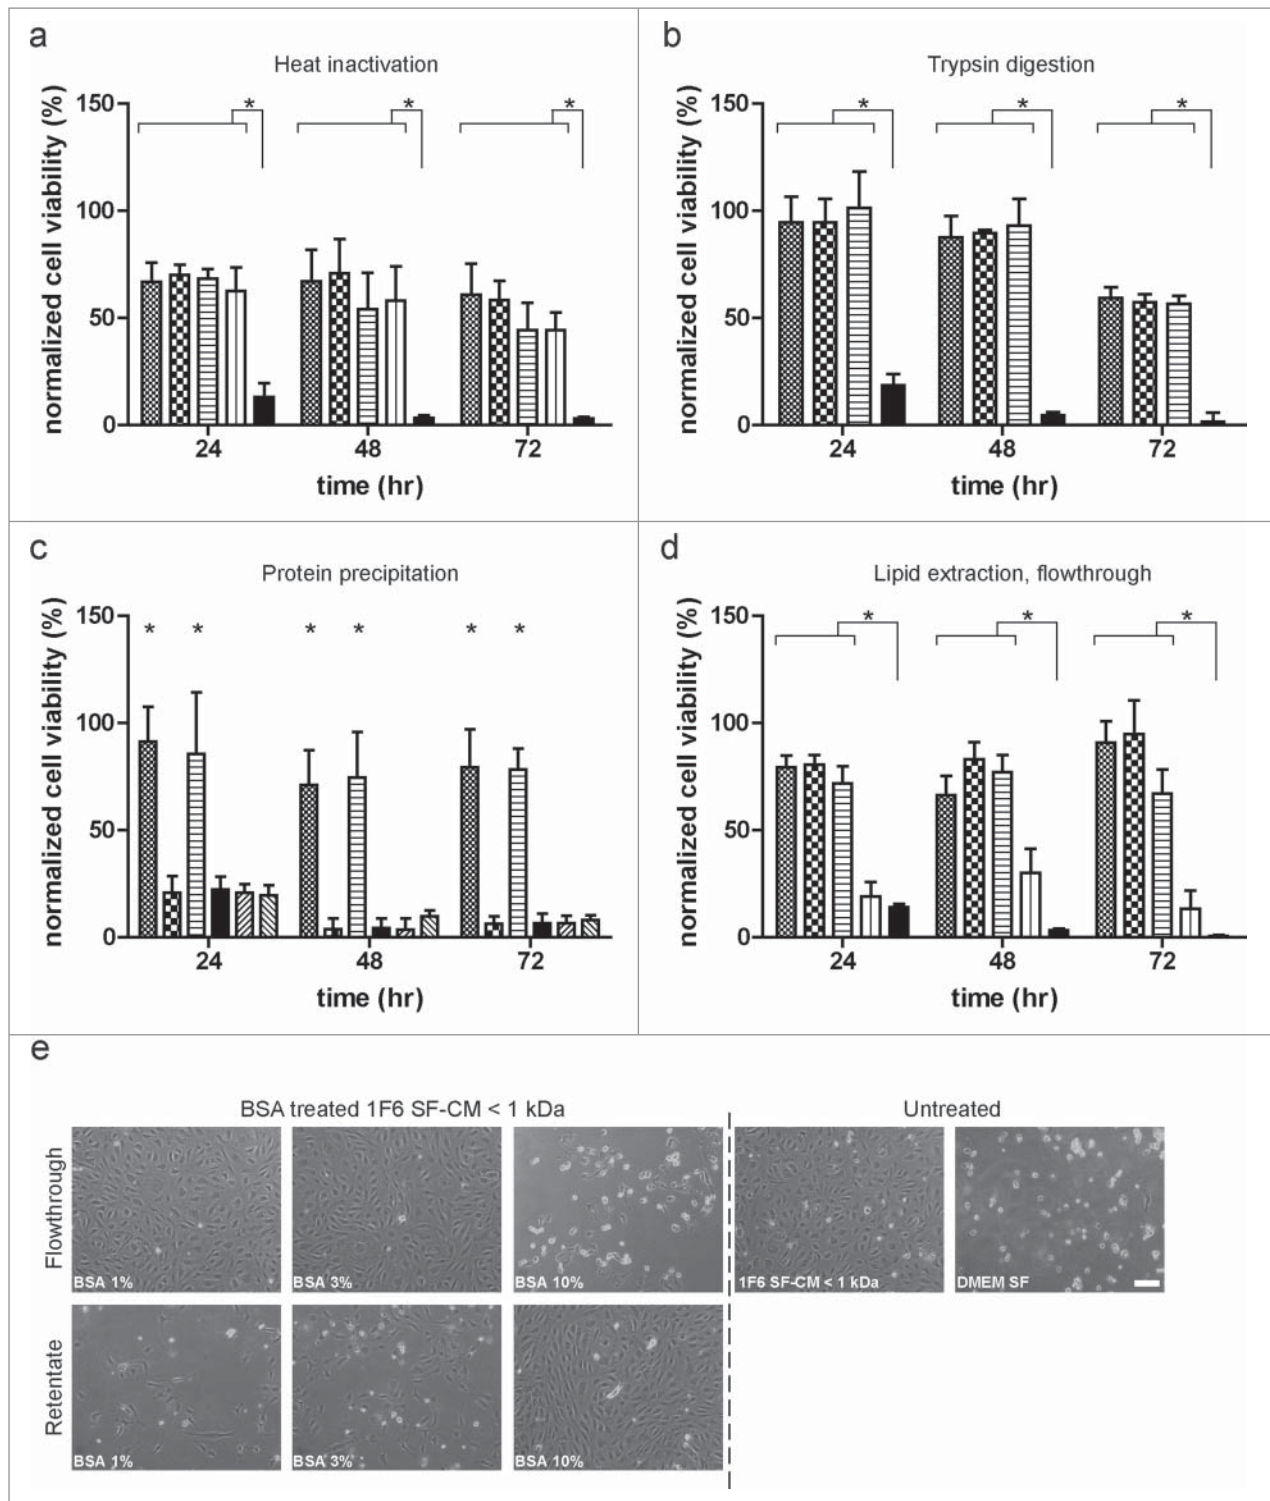 a
Heat inactivation
normalized cell viability (%)
150
100
50
0
* * *
24 48 72
time (hr)
b
Trypsin digestion
normalized cell viability (%)
150
100
50
0
* * *
24 48 72
time (hr)
c
Protein precipitation
normalized cell viability (%)
150
100
50
0
* * * * * *
24 48 72
time (hr)
d
Lipid extraction, flowthrough
normalized cell viability (%)
150
100
50
0
* * *
24 48 72
time (hr)
e
BSA treated 1F6 SF-CM < 1 kDa
Untreated
Flowthrough
BSA 1%
BSA 3%
BSA 10%
1F6 SF-CM < 1 kDa
DMEM SF
Retentate
BSA 1%
BSA 3%
BSA 10%